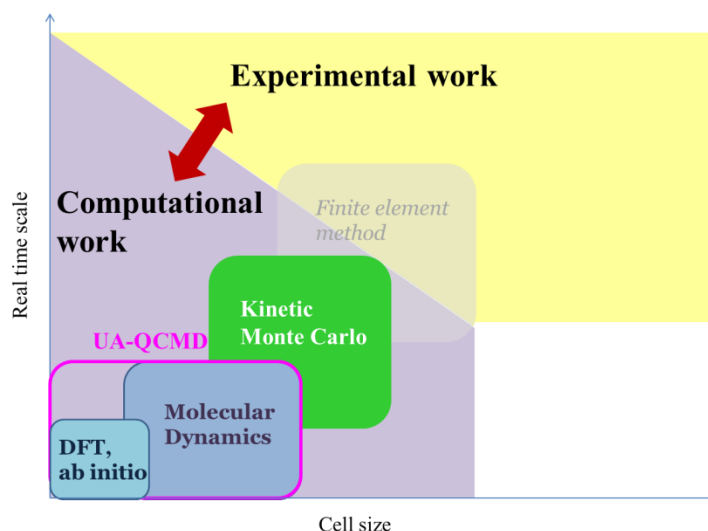 Experimental work
Computational
work
Finite element
method
Kinetic
Monte Carlo
UA-QCMD
Molecular
Dynamics
DFT,
ab initio
Real time scale
Cell size